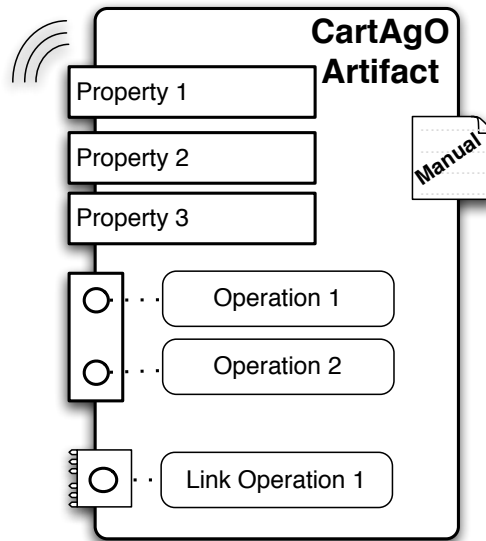 CartAgO
Artifact
Property 1
Manual
Property 2
Property 3
Operation 1
Operation 2
Link Operation 1